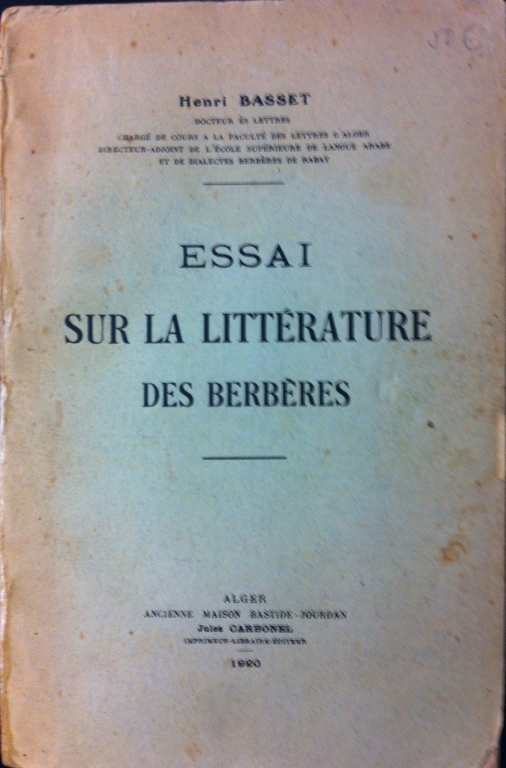 Henri BASSET
DOCTEUR ÈS LETTRES
CHARGÉ DE COURS A LA FACULTÉ DES LETTRES D'ALGER
DIRECTEUR-ADJOINT DE L'ÉCOLE SUPÉRIEURE DE LANGUE ARABE
ET DE DIALECTES BERBÈRES DE RABAT
ESSAI
SUR LA LITTÉRATURE
DES BERBÈRES
ALGER
ANCIENNE MAISON BASTIDE-JOURDAN
Jules CARBONEL
IMPRIMEUR-LIBRAIRE-ÉDITEUR
1920